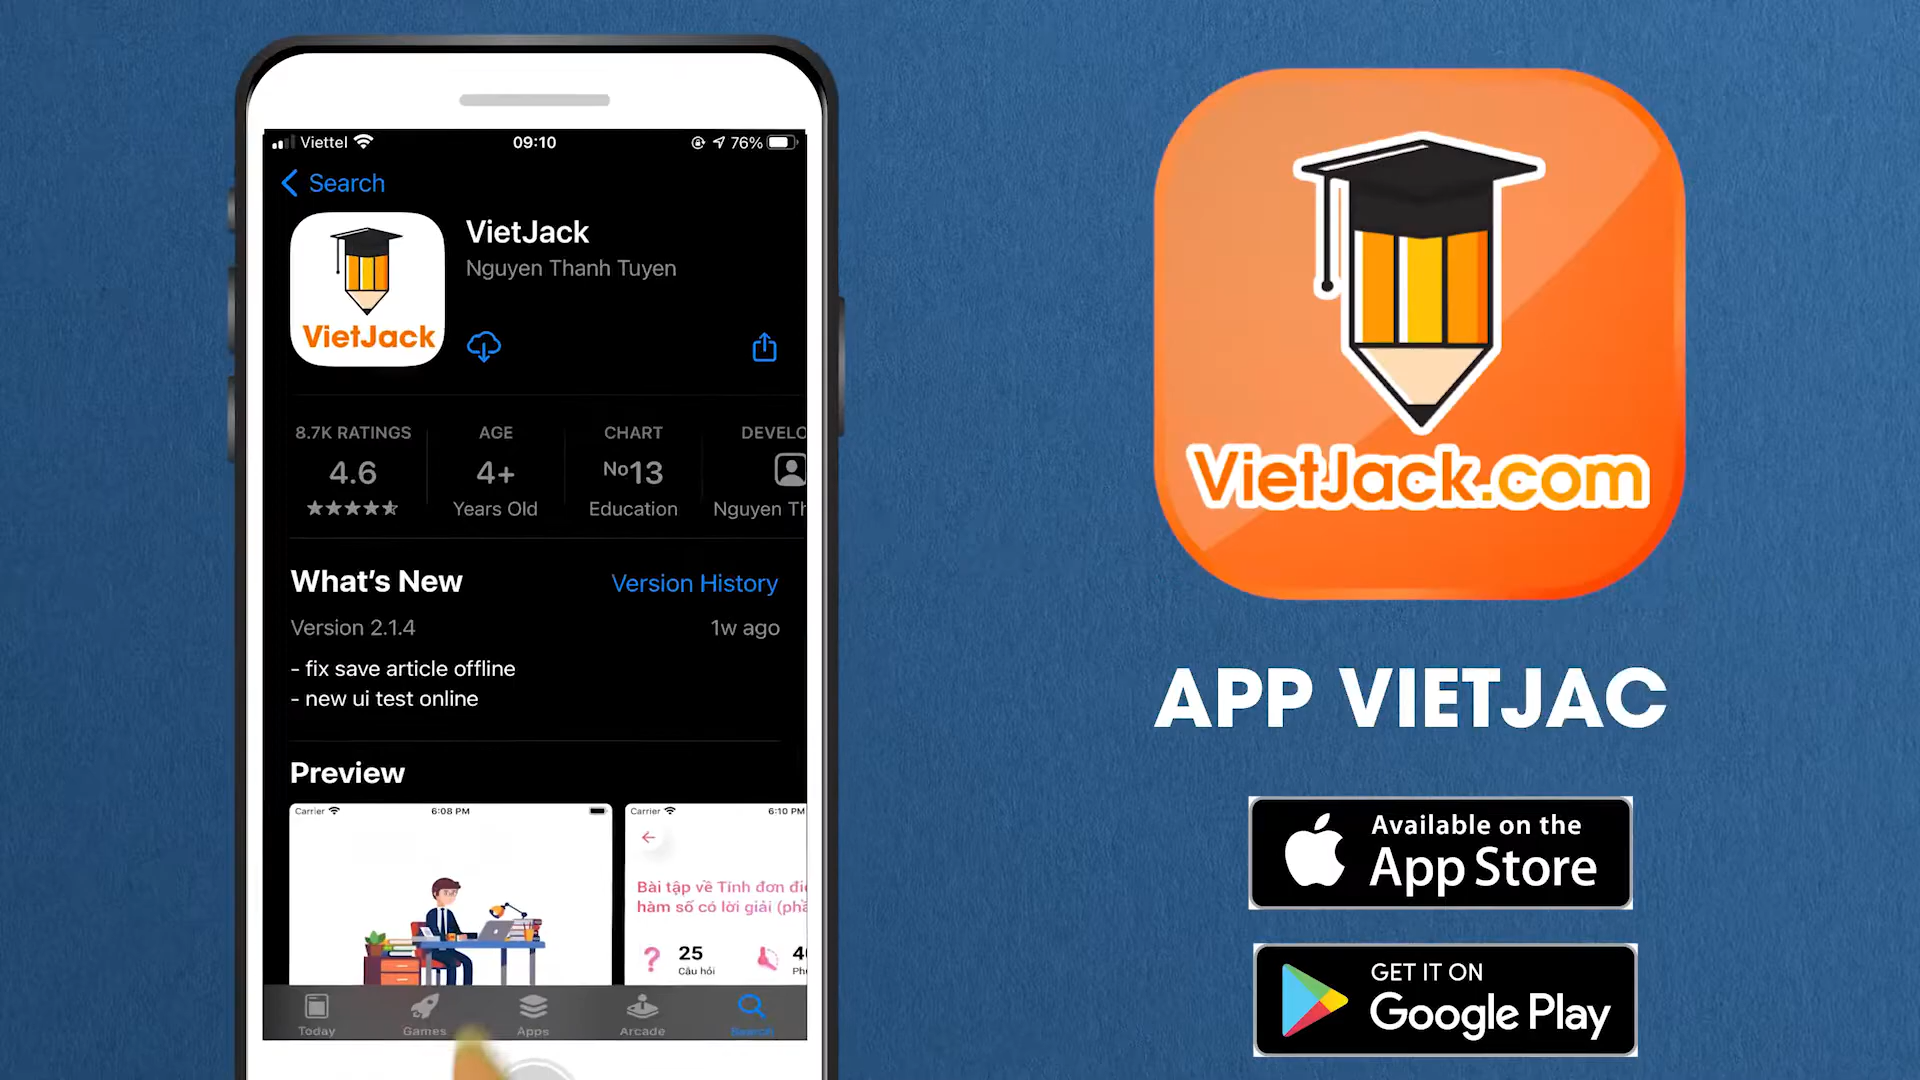 Viettel 09:10 76%
Search
VietJack
VietJack
Nguyen Thanh Tuyen
8.7K RATINGS AGE CHART DEVELO
4.6 4+ No13
Years Old Education Nguyen Th
What's New Version History
Version 2.1.4 1w ago
- fix save article offline
- new ui test online
Preview
Carrier 6:08 PM
Carrier 6:10 PM
Bài tập về Tính đơn đi
hàm số có lời giải (ph
25
Câu hỏi
Today Games Apps Arcade Search
VietJack.com
APP VIETJAC
Available on the
App Store
GET IT ON
Google Play